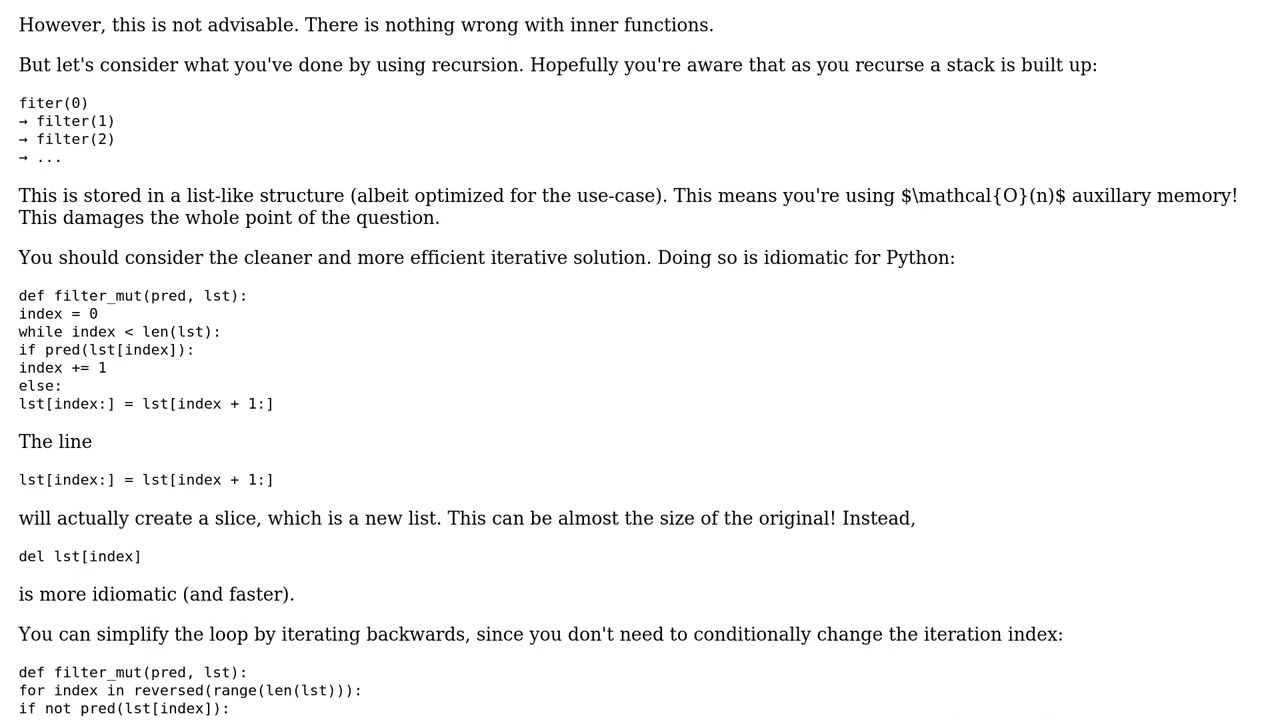 However, this is not advisable. There is nothing wrong with inner functions.
But let's consider what you've done by using recursion. Hopefully you're aware that as you recurse a stack is built up:
fiter(0)
→ filter(1)
→ filter(2)
→ ...
This is stored in a list-like structure (albeit optimized for the use-case). This means you're using $\mathcal{O}(n)$ auxillary memory!
This damages the whole point of the question.
You should consider the cleaner and more efficient iterative solution. Doing so is idiomatic for Python:
def filter_mut(pred, lst):
index = 0
while index < len(lst):
if pred(lst[index]):
index += 1
else:
lst[index:] = lst[index + 1:]
The line
lst[index:] = lst[index + 1:]
will actually create a slice, which is a new list. This can be almost the size of the original! Instead,
del lst[index]
is more idiomatic (and faster).
You can simplify the loop by iterating backwards, since you don't need to conditionally change the iteration index:
def filter_mut(pred, lst):
for index in reversed(range(len(lst))):
if not pred(lst[index]):